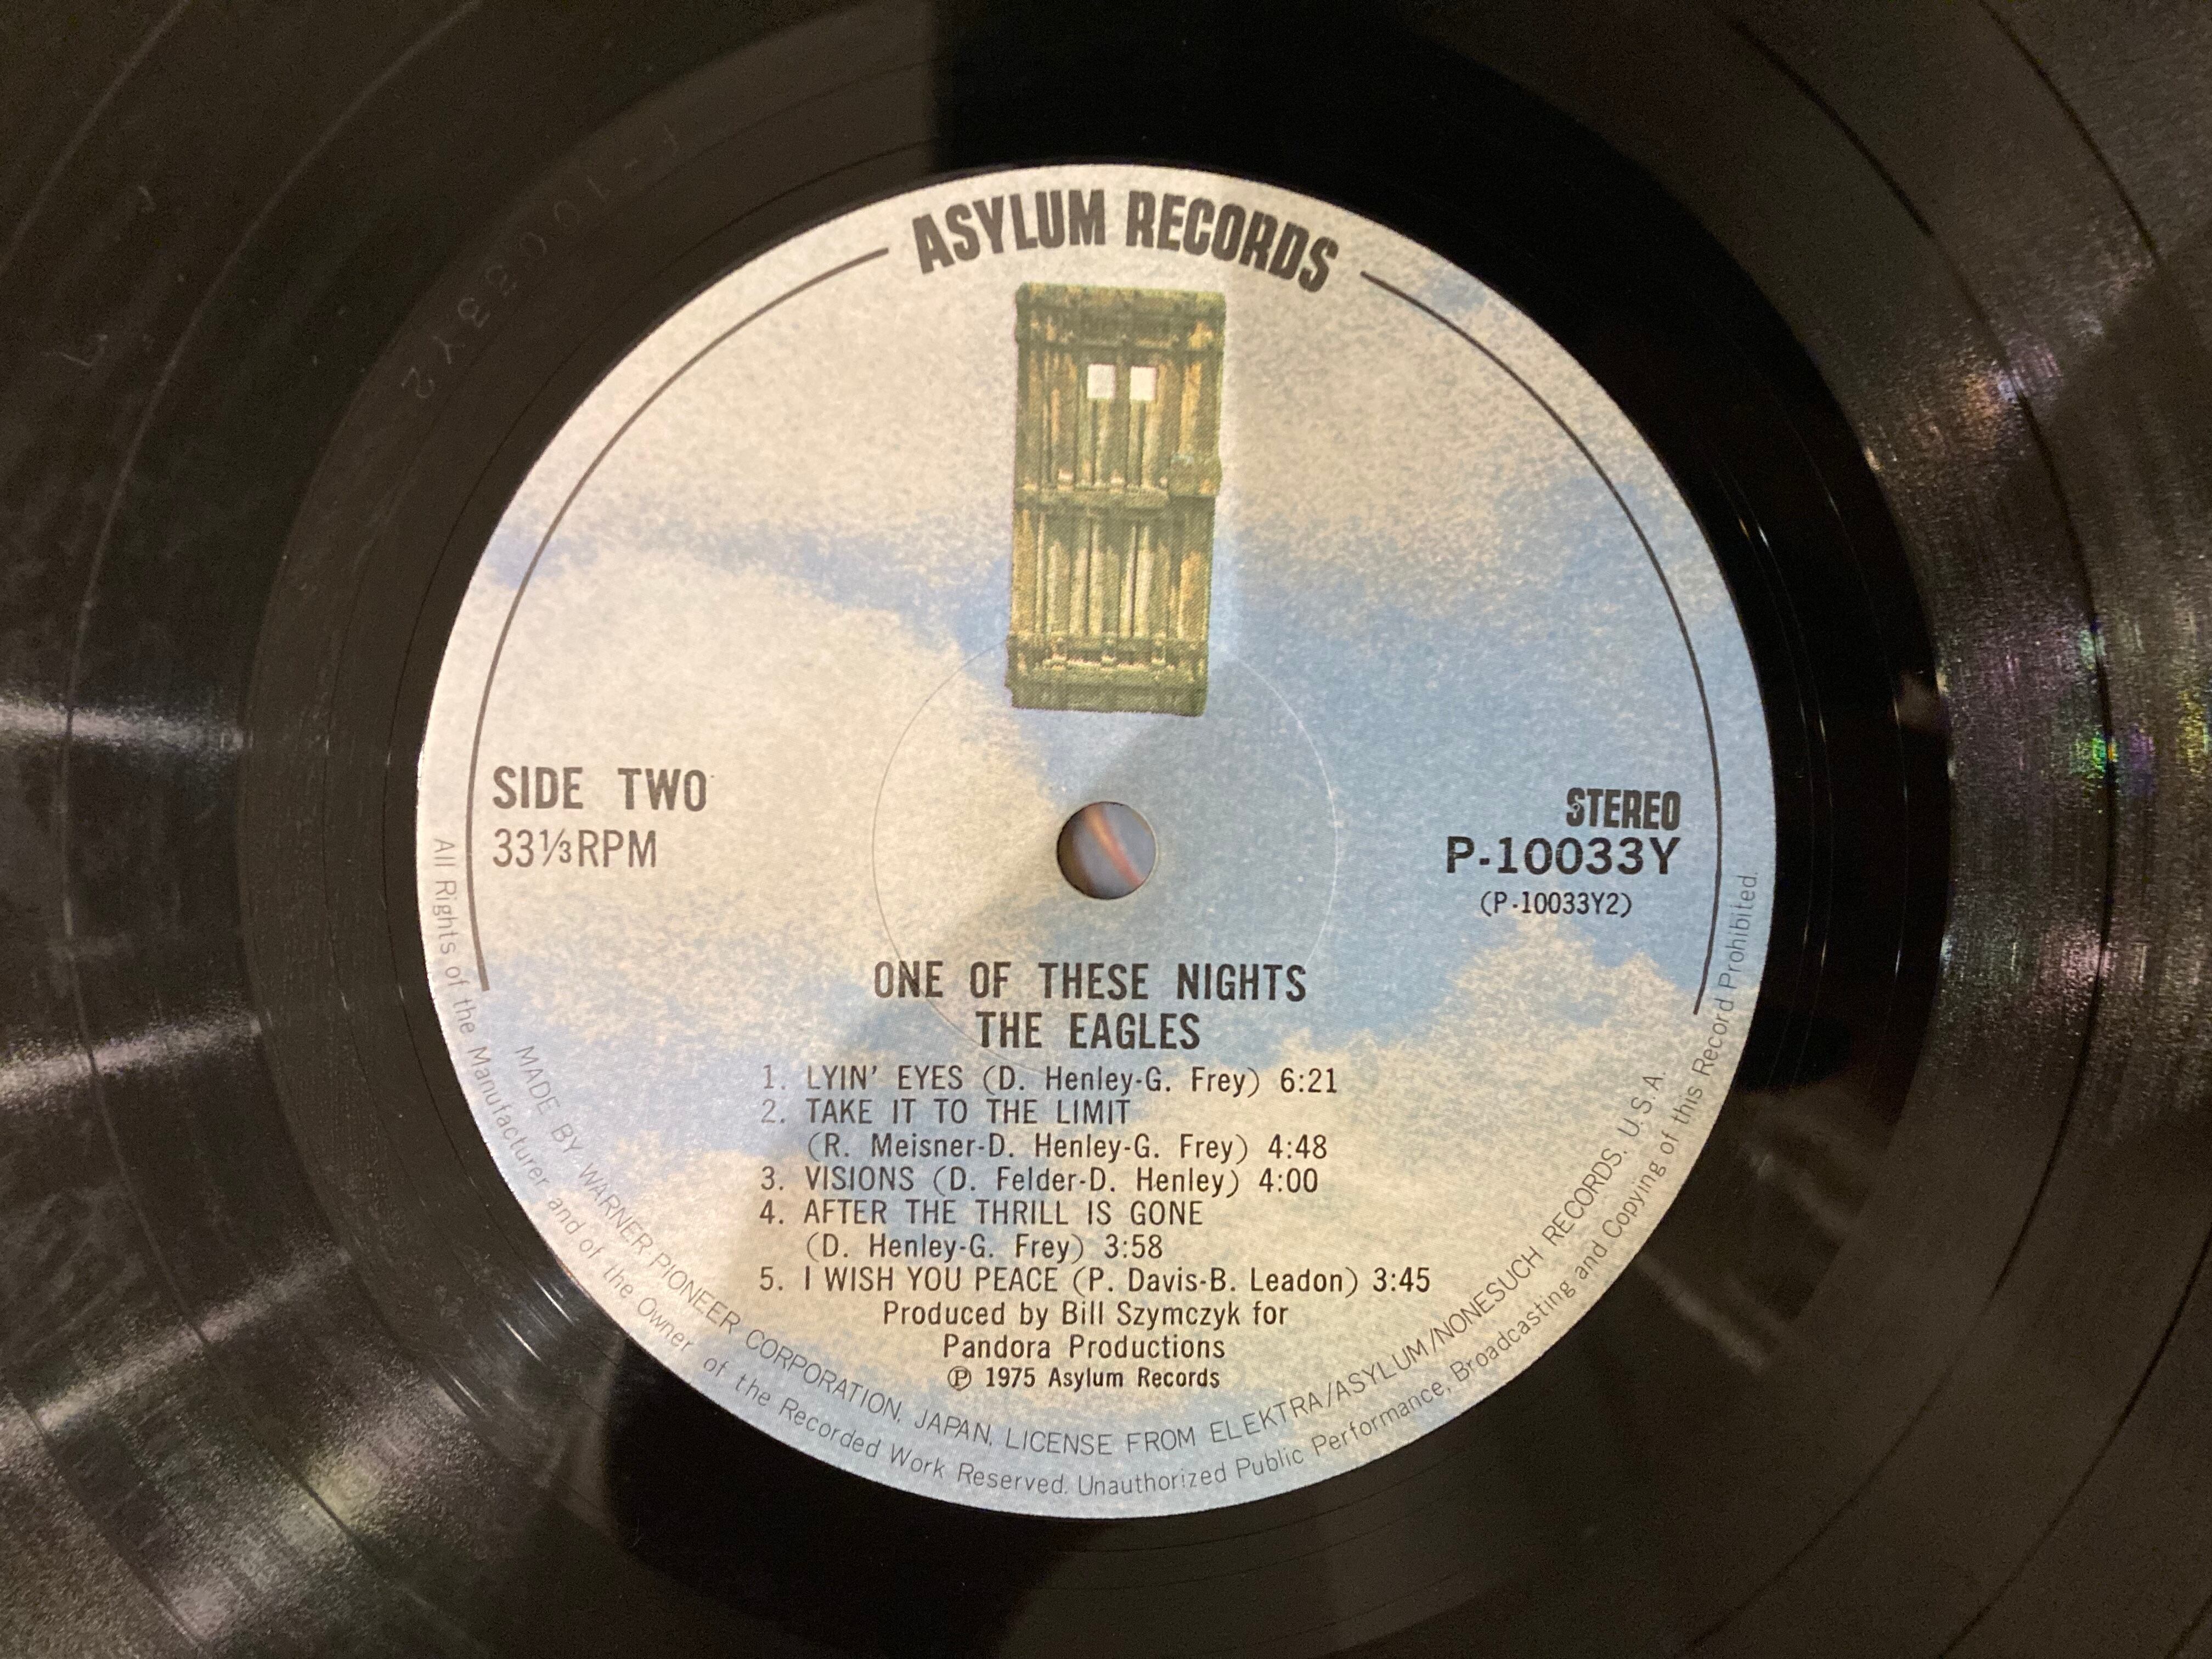 ASYLUM RECORDS
SIDE TWO
33⅓RPM
STEREO
P-10033Y
(P-10033Y2)
ONE OF THESE NIGHTS
THE EAGLES
1. LYIN' EYES (D. Henley-G. Frey) 6:21
2. TAKE IT TO THE LIMIT
(R. Meisner-D. Henley-G. Frey) 4:48
3. VISIONS (D. Felder-D. Henley) 4:00
4. AFTER THE THRILL IS GONE
(D. Henley-G. Frey) 3:58
5. I WISH YOU PEACE (P. Davis-B. Leadon) 3:45
Produced by Bill Szymczyk for
Pandora Productions
Ⓟ 1975 Asylum Records
MADE BY WARNER PIONEER CORPORATION, JAPAN, LICENSE FROM ELEKTRA/ASYLUM/NONESUCH RECORDS, U.S.A.
All Rights of the Manufacturer and of the Owner of the Recorded Work Reserved. Unauthorized Public Performance, Broadcasting and Copying of this Record Prohibited.
P-10033Y2